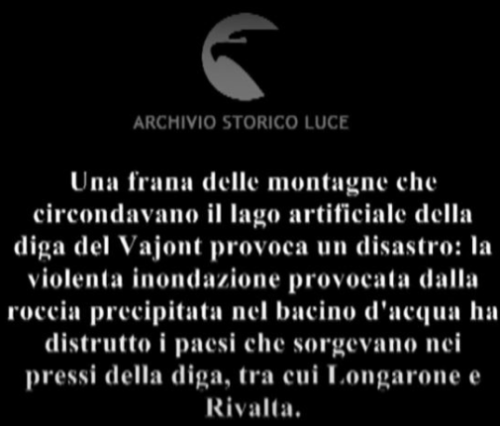 ARCHIVIO STORICO LUCE
Una frana delle montagne che
circondavano il lago artificiale della
diga del Vajont provoca un disastro: la
violenta inondazione provocata dalla
roccia precipitata nel bacino d'acqua ha
distrutto i paesi che sorgevano nei
pressi della diga, tra cui Longarone e
Rivalta.